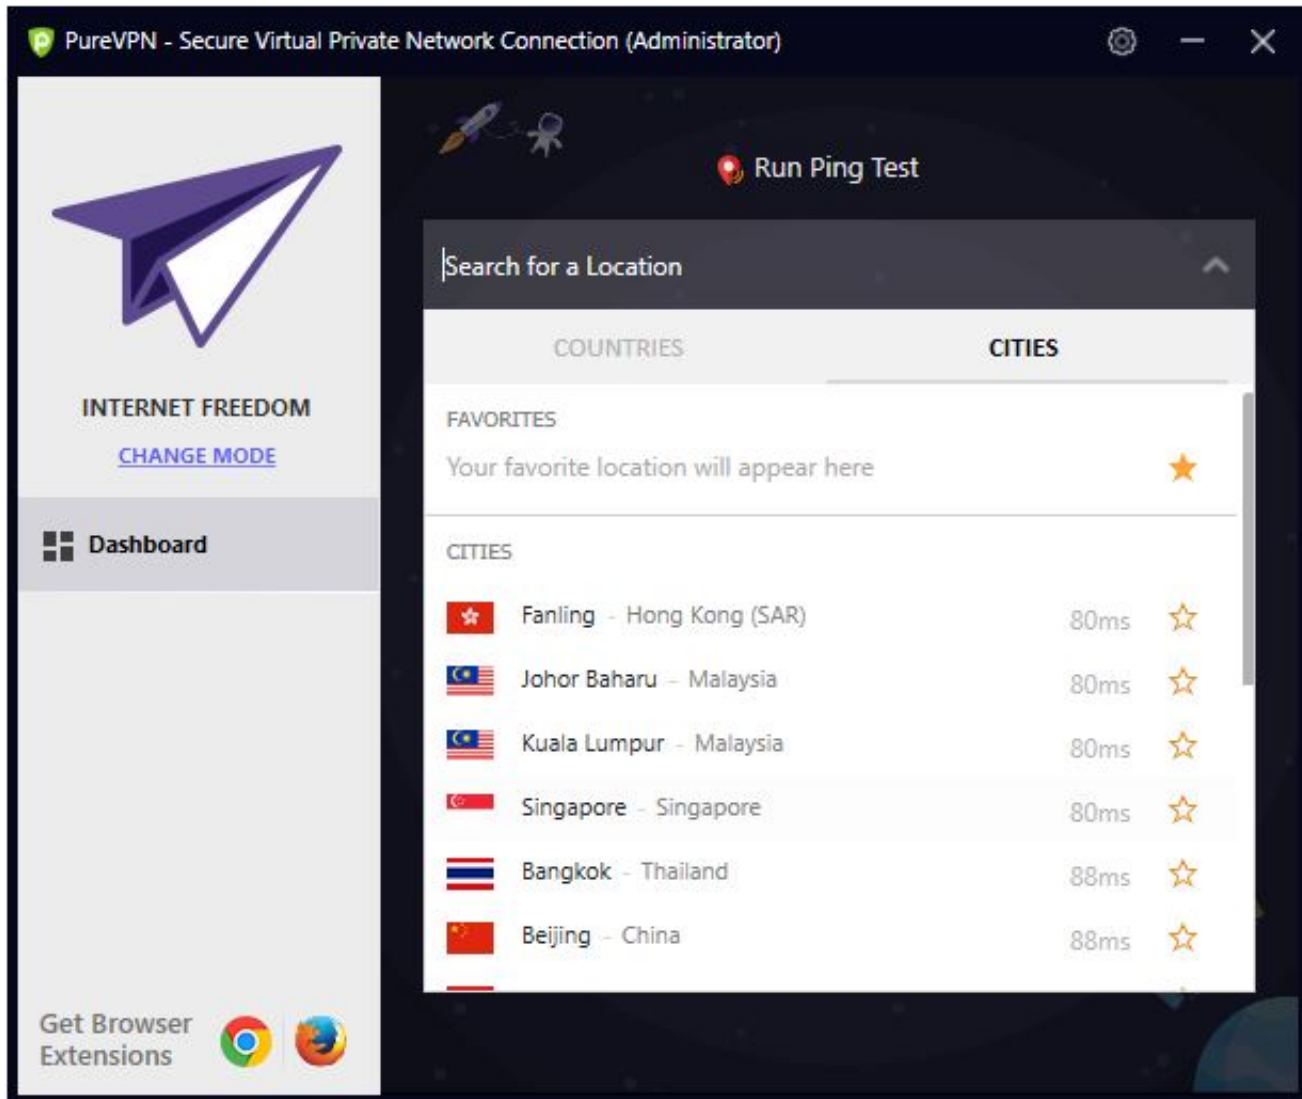 PureVPN - Secure Virtual Private Network Connection (Administrator)
INTERNET FREEDOM
CHANGE MODE
Dashboard
Get Browser
Extensions
Run Ping Test
Search for a Location
COUNTRIES CITIES
FAVORITES
Your favorite location will appear here
CITIES
Fanling - Hong Kong (SAR) 80ms
Johor Baharu - Malaysia 80ms
Kuala Lumpur - Malaysia 80ms
Singapore - Singapore 80ms
Bangkok - Thailand 88ms
Beijing - China 88ms